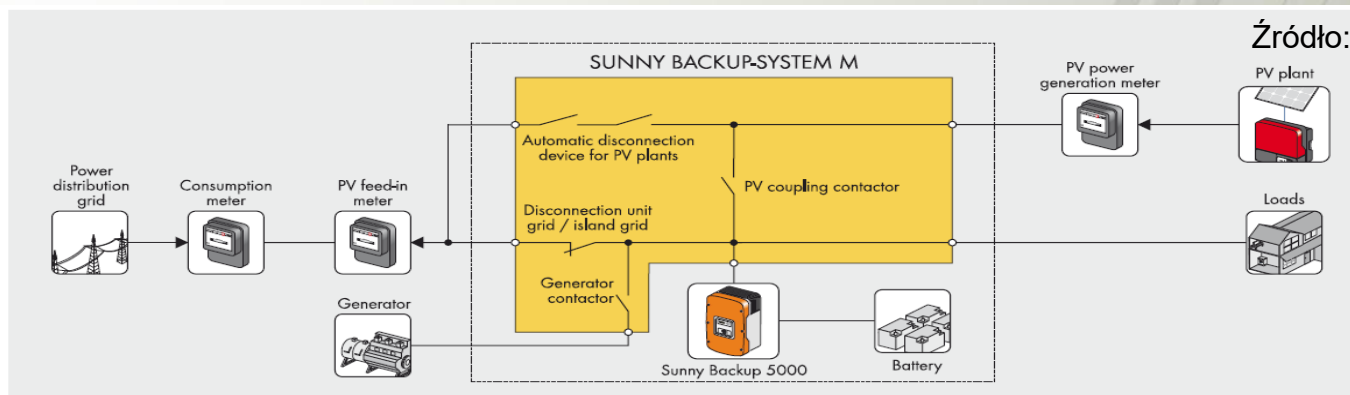 Źródło:
SUNNY BACKUP-SYSTEM M
PV power
generation meter
PV plant
Automatic disconnection
device for PV plants
Power
distribution
grid
Consumption
meter
PV feed-in
meter
PV coupling contactor
Disconnection unit
grid / island grid
Loads
Generator
contactor
Generator
Sunny Backup 5000
Battery